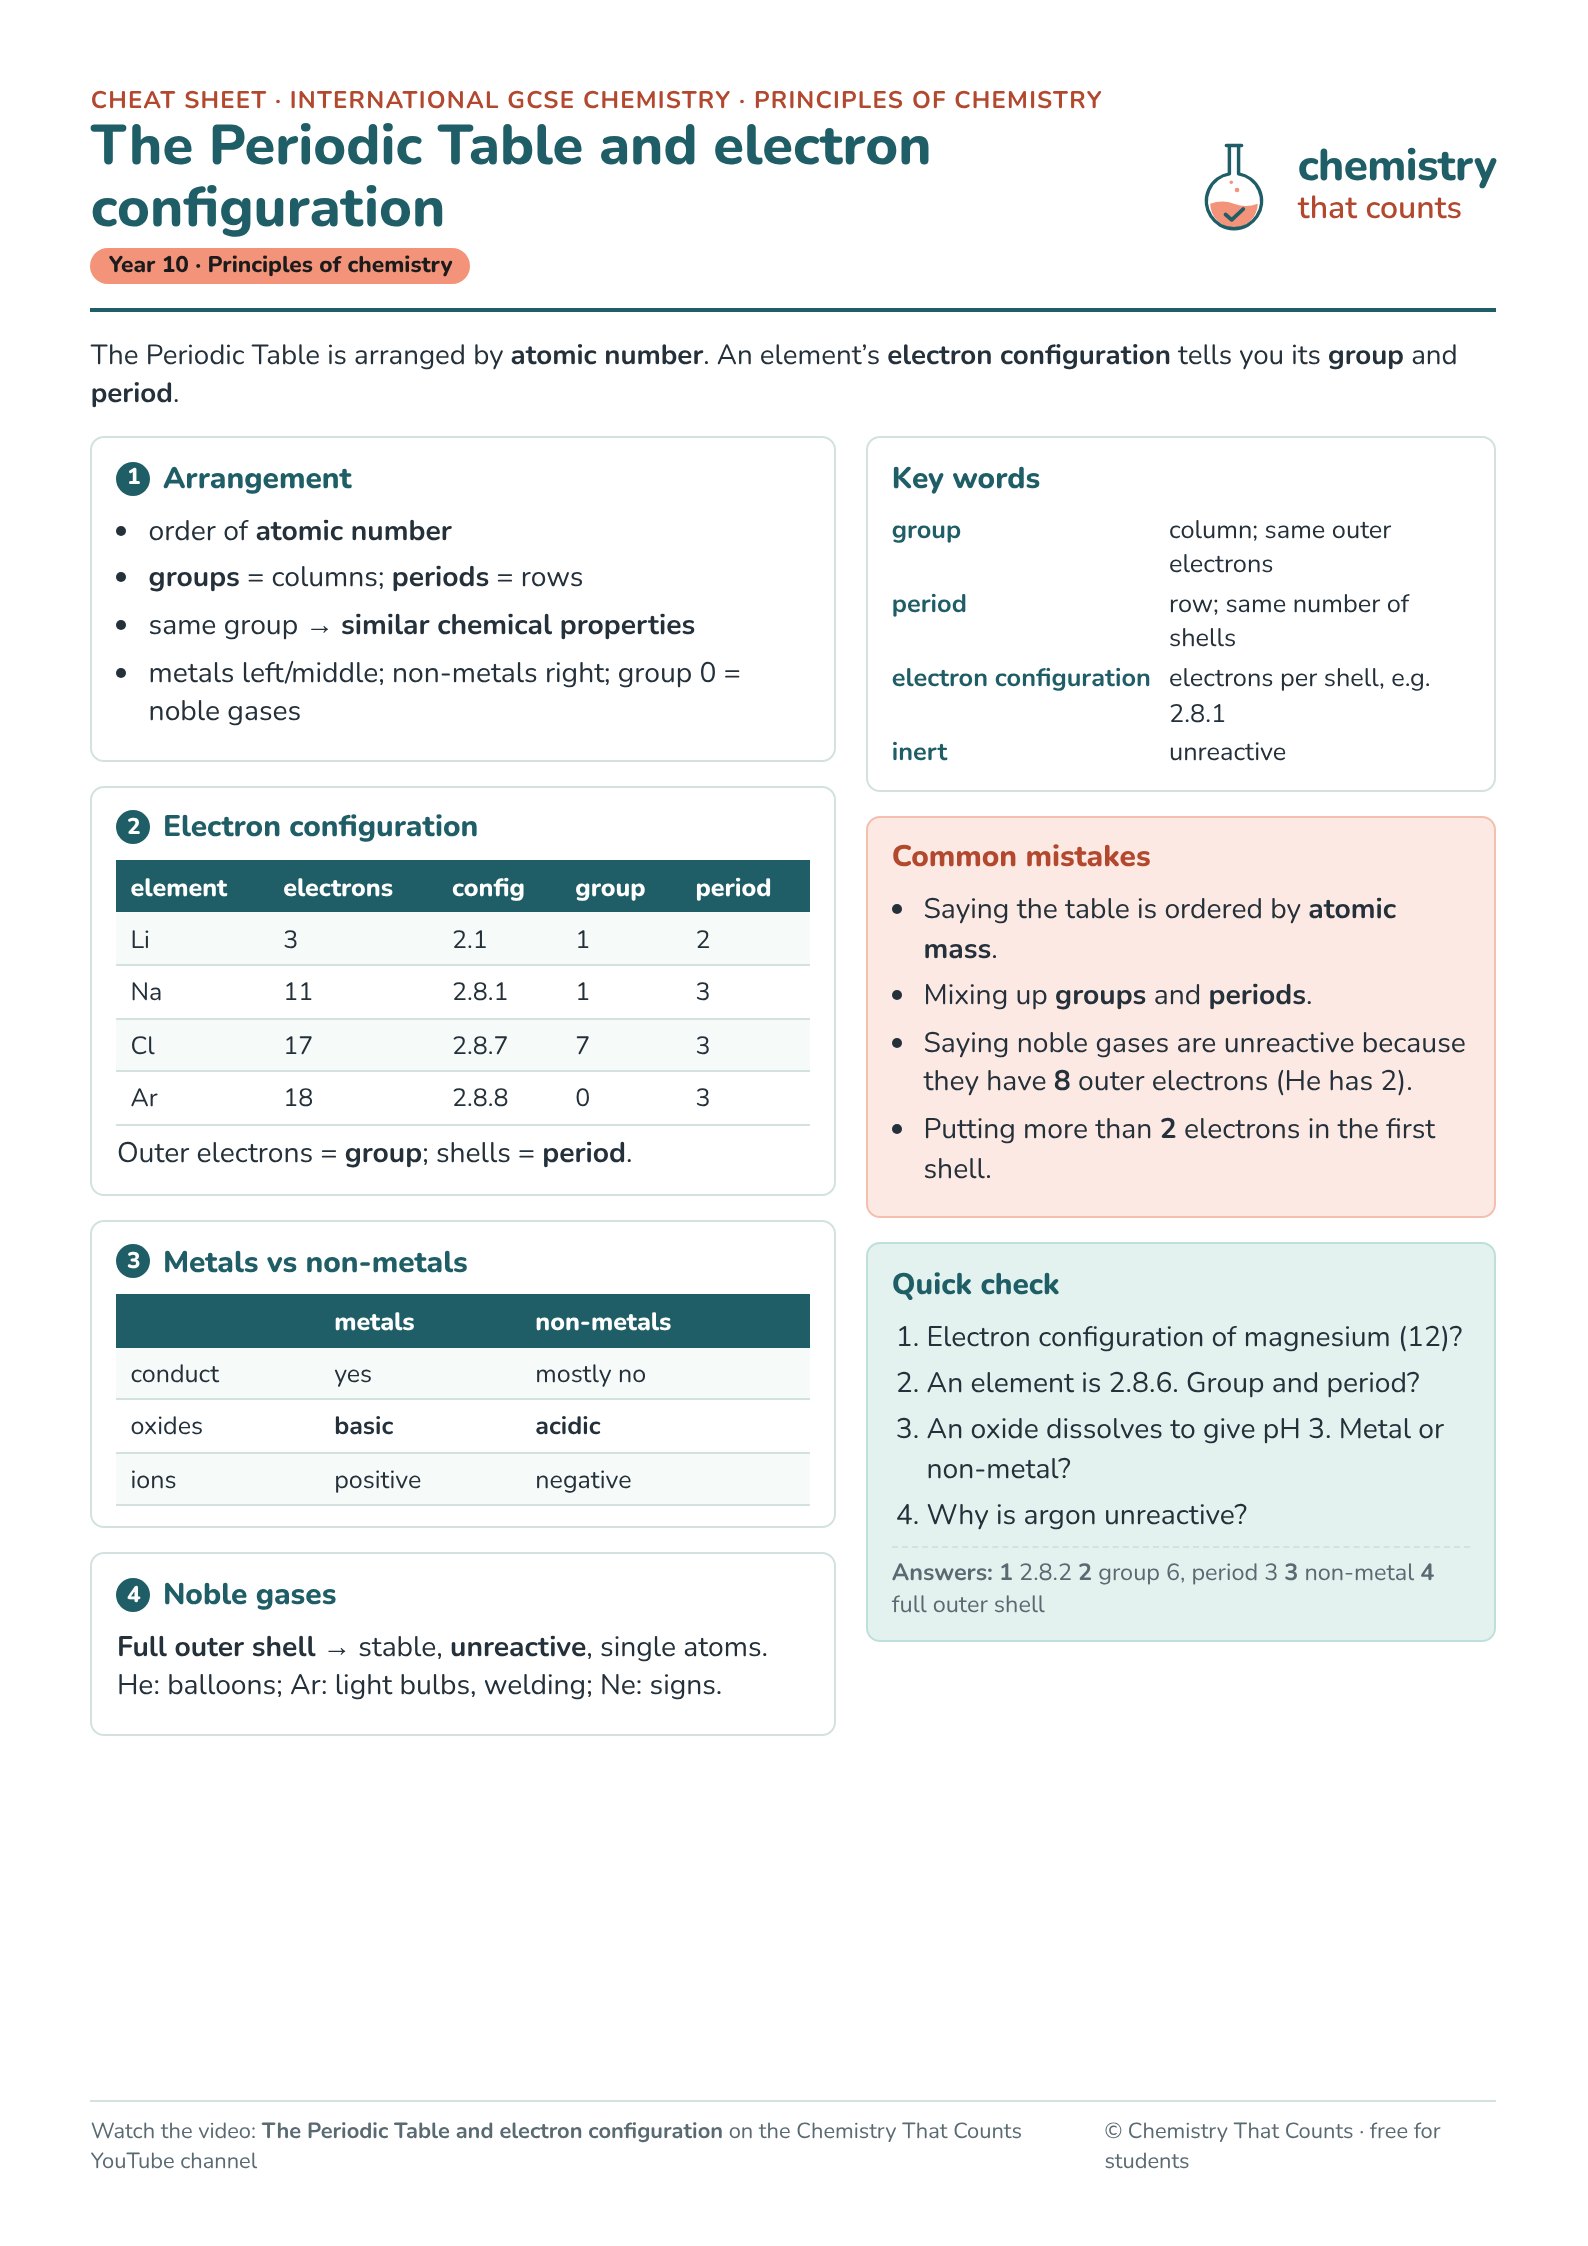 CHEAT SHEET · INTERNATIONAL GCSE CHEMISTRY · PRINCIPLES OF CHEMISTRY
The Periodic Table and electron
configuration
Year 10 · Principles of chemistry
chemistry
that counts
The Periodic Table is arranged by atomic number. An element’s electron configuration tells you its group and
period.
1 Arrangement
• order of atomic number
• groups = columns; periods = rows
• same group → similar chemical properties
• metals left/middle; non-metals right; group 0 =
noble gases
2 Electron configuration
element electrons config group period
Li 3 2.1 1 2
Na 11 2.8.1 1 3
Cl 17 2.8.7 7 3
Ar 18 2.8.8 0 3
Outer electrons = group; shells = period.
3 Metals vs non-metals
metals non-metals
conduct yes mostly no
oxides basic acidic
ions positive negative
4 Noble gases
Full outer shell → stable, unreactive, single atoms.
He: balloons; Ar: light bulbs, welding; Ne: signs.
Key words
group column; same outer
electrons
period row; same number of
shells
electron configuration electrons per shell, e.g.
2.8.1
inert unreactive
Common mistakes
• Saying the table is ordered by atomic
mass.
• Mixing up groups and periods.
• Saying noble gases are unreactive because
they have 8 outer electrons (He has 2).
• Putting more than 2 electrons in the first
shell.
Quick check
1. Electron configuration of magnesium (12)?
2. An element is 2.8.6. Group and period?
3. An oxide dissolves to give pH 3. Metal or
non-metal?
4. Why is argon unreactive?
Answers: 1 2.8.2 2 group 6, period 3 3 non-metal 4
full outer shell
Watch the video: The Periodic Table and electron configuration on the Chemistry That Counts
YouTube channel
© Chemistry That Counts · free for
students